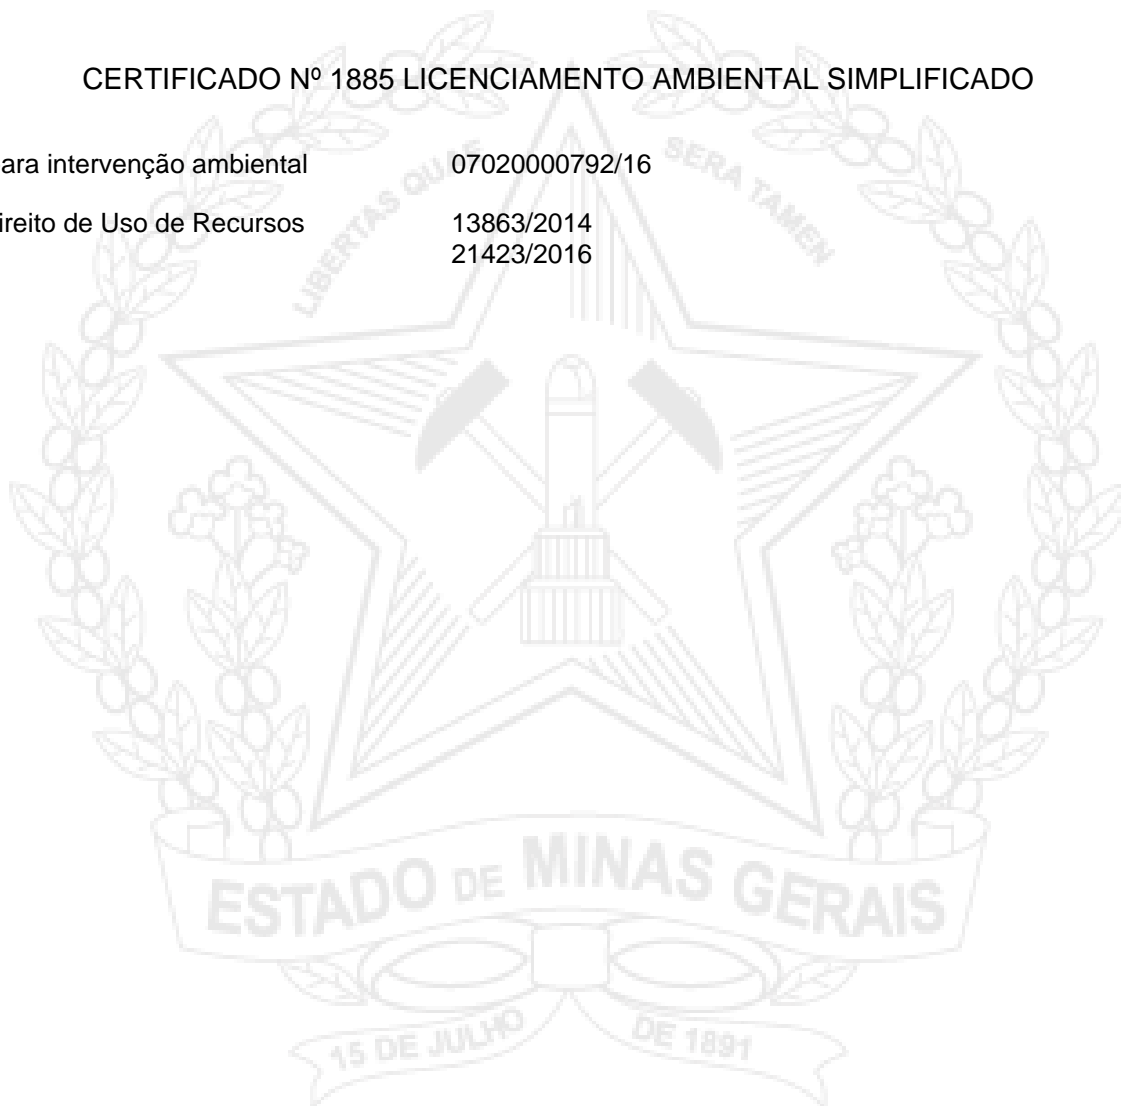 CERTIFICADO Nº 1885 LICENCIAMENTO AMBIENTAL SIMPLIFICADO
ara intervenção ambiental 07020000792/16
ireito de Uso de Recursos 13863/2014
21423/2016
LIBERTAS QUAE SERA TAMEN
ESTADO DE MINAS GERAIS
15 DE JULHO DE 1891